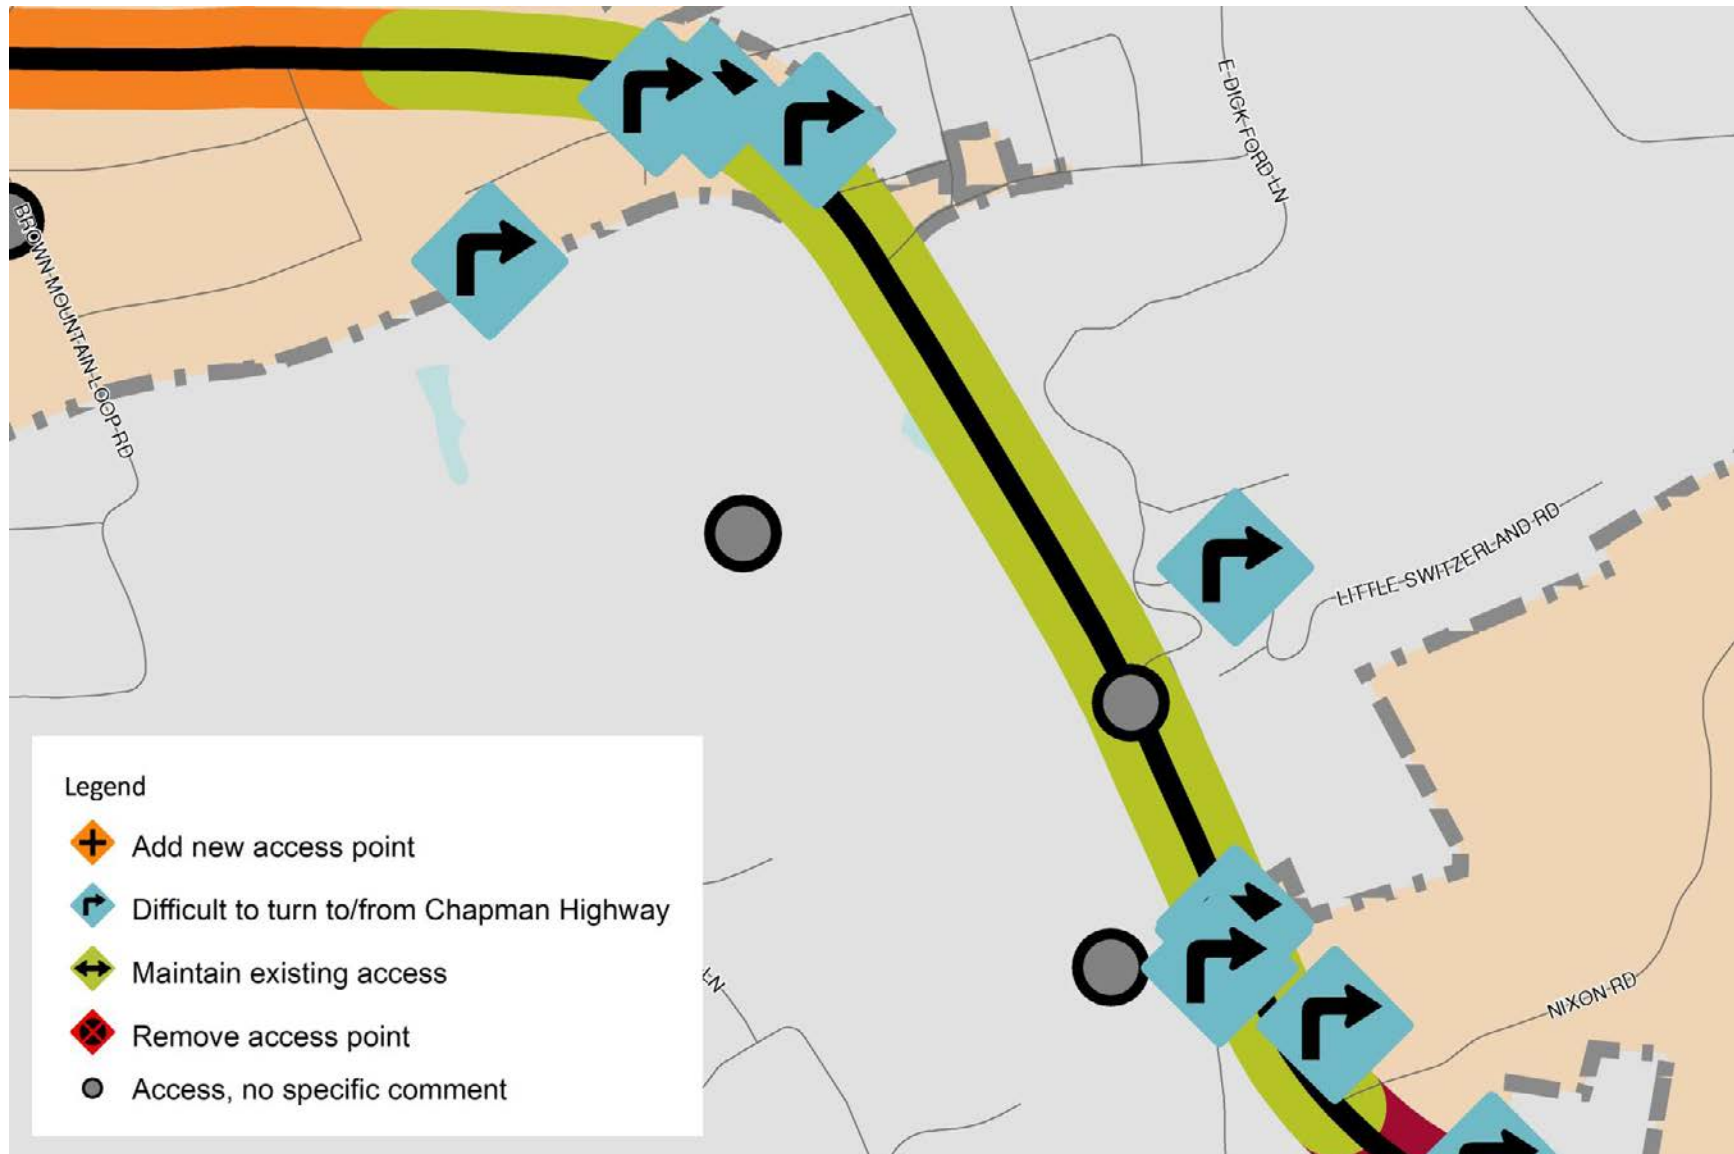 E DICK FORD LN
BROWN MOUNTAIN LOOP RD
LITTLE SWITZERLAND RD
Legend
Add new access point
Difficult to turn to/from Chapman Highway
Maintain existing access
Remove access point
Access, no specific comment
LN
NIXON RD